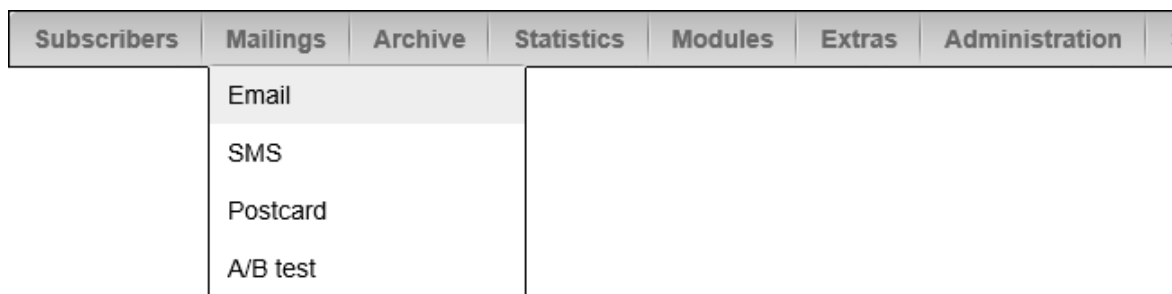 Subscribers Mailings Archive Statistics Modules Extras Administration
Email
SMS
Postcard
A/B test